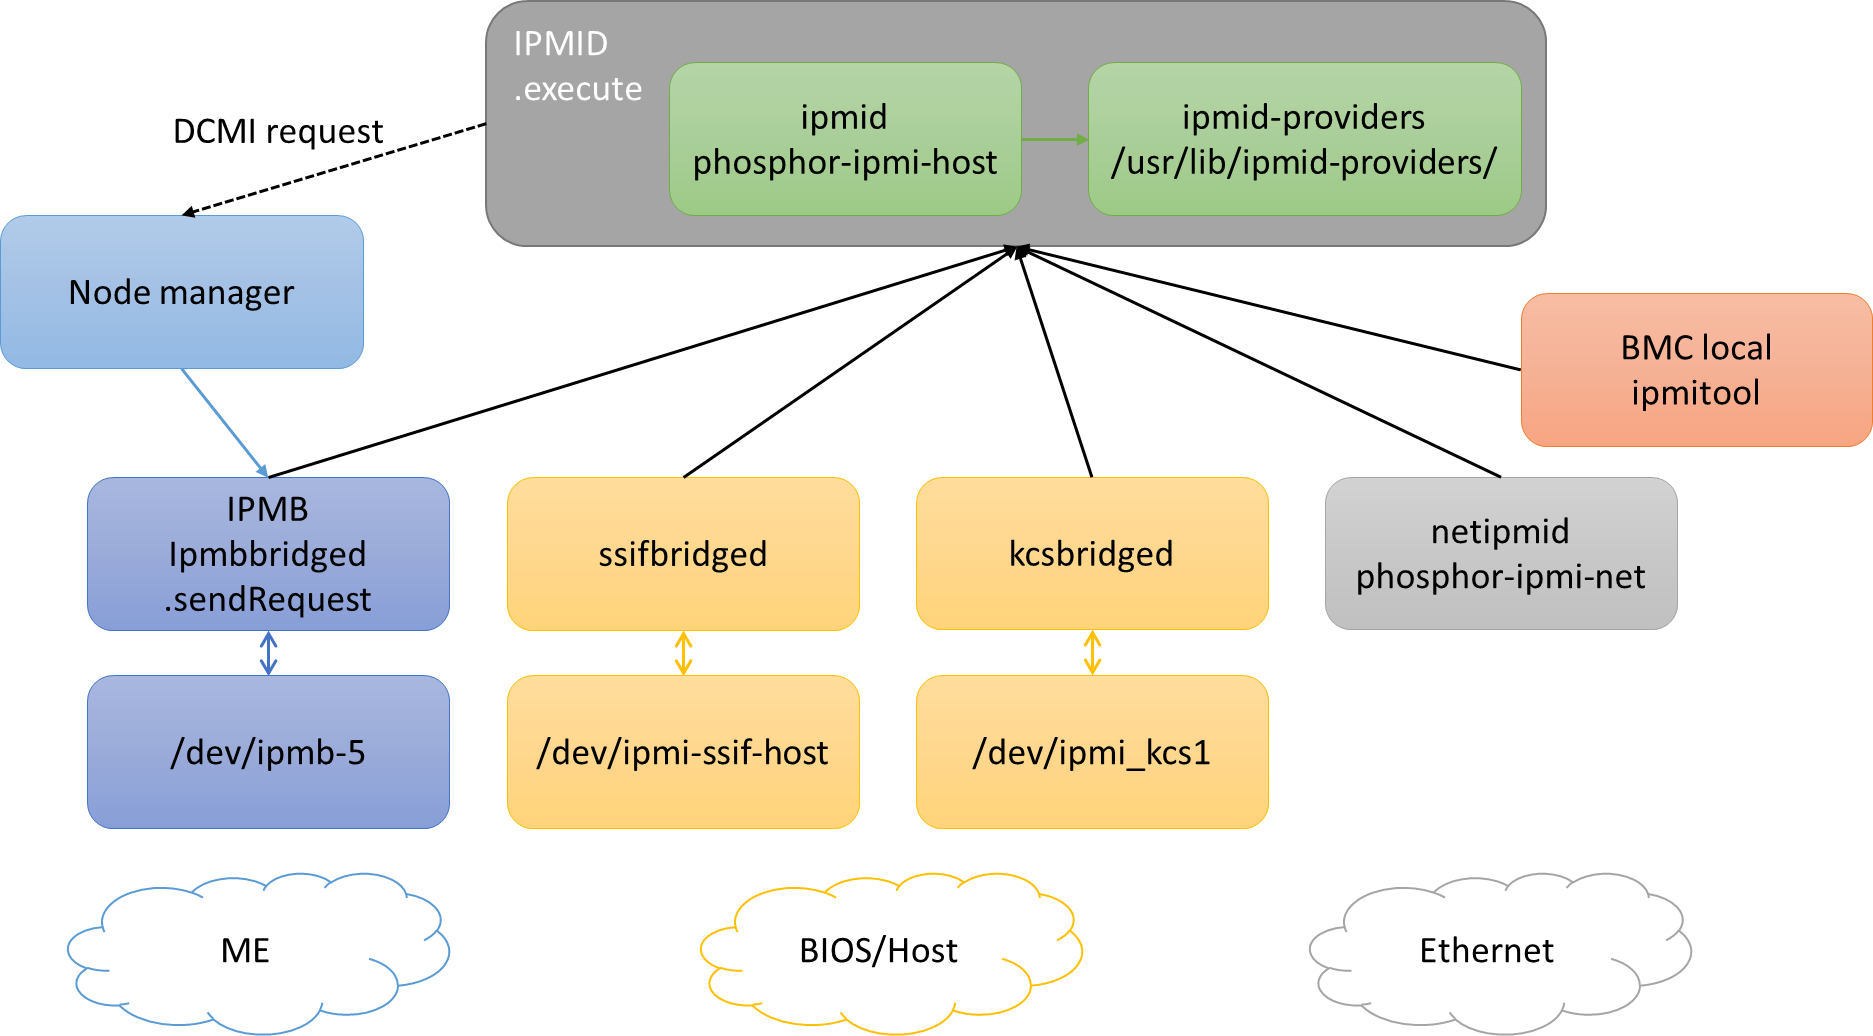 IPMID
.execute
ipmid
phosphor-ipmi-host
ipmid-providers
/usr/lib/ipmid-providers/
DCMI request
Node manager
BMC local
ipmitool
IPMB
Ipmbbridged
.sendRequest
ssifbridged
kcsbridged
netipmid
phosphor-ipmi-net
/dev/ipmb-5
/dev/ipmi-ssif-host
/dev/ipmi_kcs1
ME
BIOS/Host
Ethernet